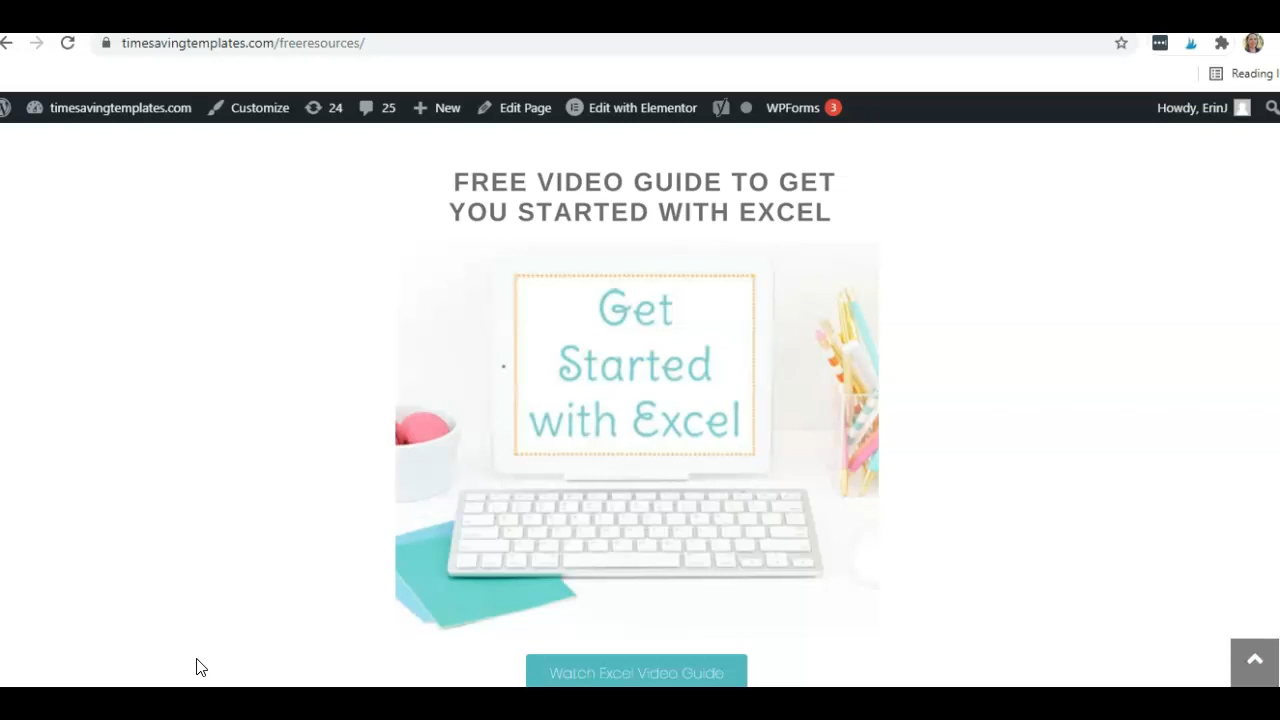 timesavingtemplates.com/freeresources/
Reading l
timesavingtemplates.com Customize 24 25 New Edit Page Edit with Elementor WPForms 3 Howdy, ErinJ
FREE VIDEO GUIDE TO GET
YOU STARTED WITH EXCEL
Get
Started
with Excel
Watch Excel Video Guide